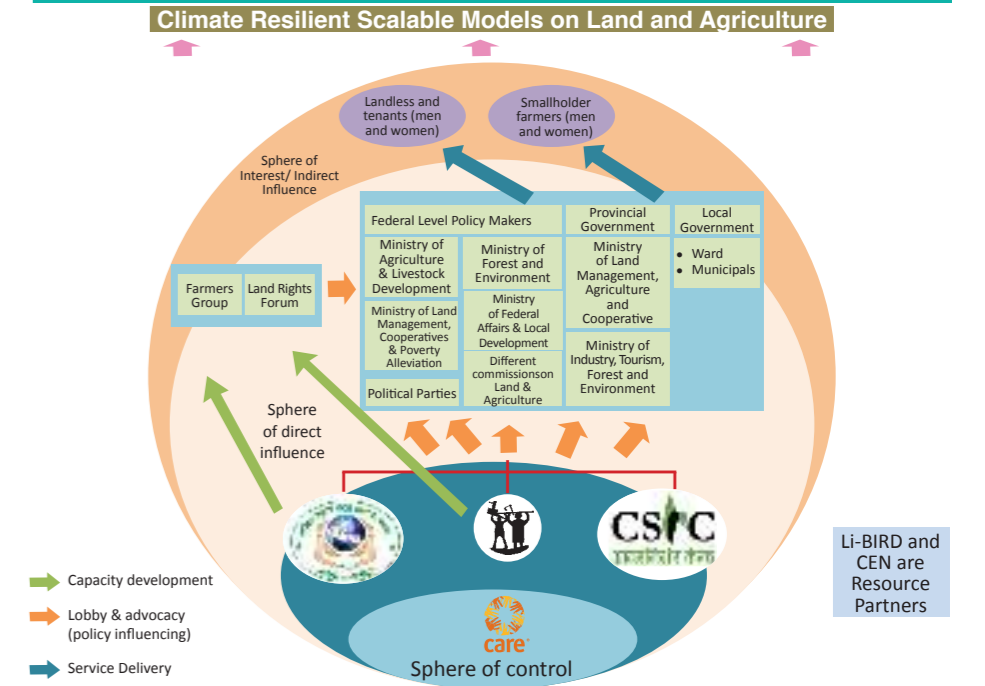 Climate Resilient Scalable Models on Land and Agriculture
Landless and
tenants (men
and women)
Smallholder
farmers (men
and women)
Sphere of
Interest/ Indirect
Influence
Federal Level Policy Makers
Provincial
Government
Local
Government
Ministry of
Agriculture
& Livestock
Development
Ministry of
Forest and
Environment
Ministry
of Land
Management,
Agriculture
and
Cooperative
• Ward
• Municipals
Farmers
Group
Land Rights
Forum
Ministry of Land
Management,
Cooperatives
& Poverty
Alleviation
Ministry
of Federal
Affairs & Local
Development
Ministry of
Industry, Tourism,
Forest and
Environment
Political Parties
Different
commissionson
Land &
Agriculture
Sphere
of direct
influence
CSRC
Li-BIRD and
CEN are
Resource
Partners
Capacity development
Lobby & advocacy
(policy influencing)
Service Delivery
care
Sphere of control